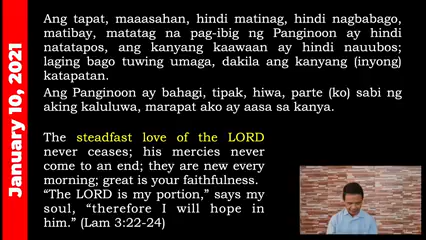 January 10, 2021
Ang tapat, maaasahan, hindi matinag, hindi nagbabago,
matibay, matatag na pag-ibig ng Panginoon ay hindi
natatapos, ang kanyang kaawaan ay hindi nauubos;
laging bago tuwing umaga, dakila ang kanyang (inyong)
katapatan.
Ang Panginoon ay bahagi, tipak, hiwa, parte (ko) sabi ng
aking kaluluwa, marapat ako ay aasa sa kanya.
The steadfast love of the LORD
never ceases; his mercies never
come to an end; they are new every
morning; great is your faithfulness.
“The LORD is my portion,” says my
soul, “therefore I will hope in
him.” (Lam 3:22-24)